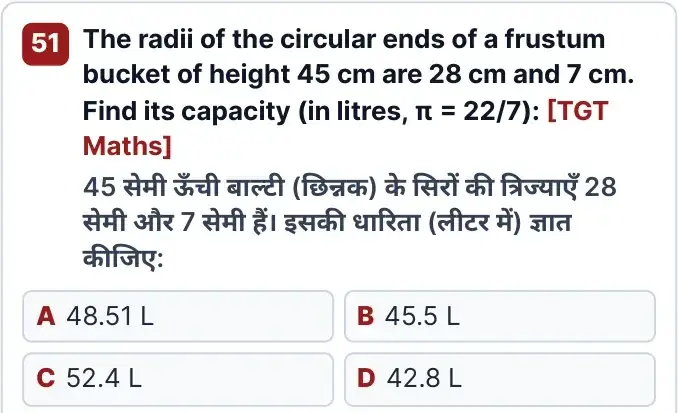 51 The radii of the circular ends of a frustum
bucket of height 45 cm are 28 cm and 7 cm.
Find its capacity (in litres, π = 22/7): [TGT
Maths]
45 सेमी ऊँची बाल्टी (छिन्नक) के सिरों की त्रिज्याएँ 28
सेमी और 7 सेमी हैं। इसकी धारिता (लीटर में) ज्ञात
कीजिए:
A 48.51 L
B 45.5 L
C 52.4 L
D 42.8 L